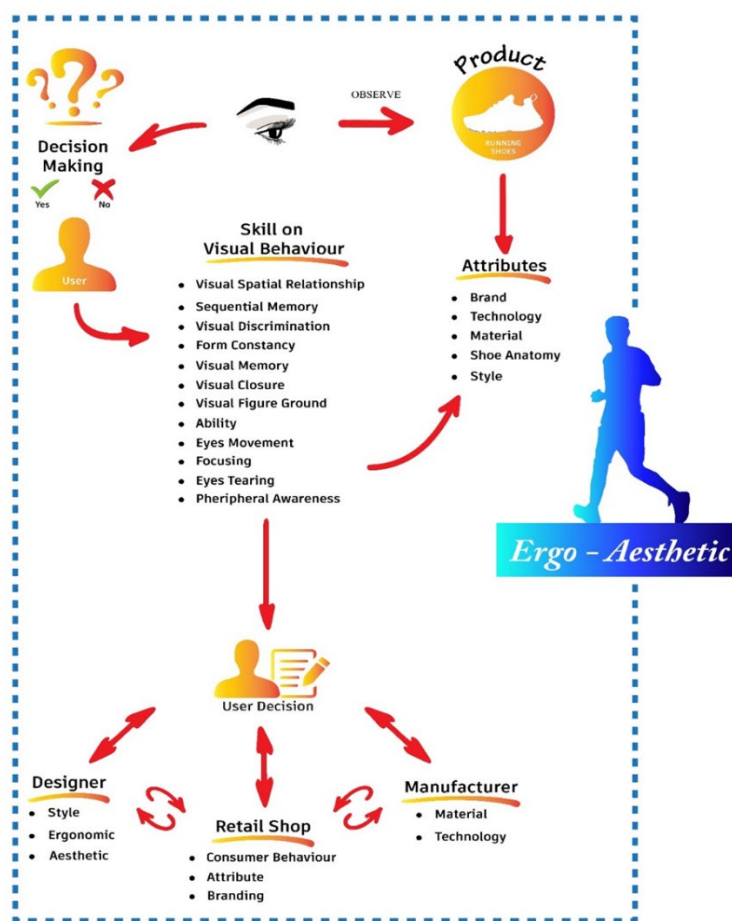 OBSERVE
Product
RUNNING
SHOES
Decision
Making
Yes
No
User
Skill on
Visual Behaviour
• Visual Spatial Relationship
• Sequential Memory
• Visual Discrimination
• Form Constancy
• Visual Memory
• Visual Closure
• Visual Figure Ground
• Ability
• Eyes Movement
• Focusing
• Eyes Tearing
• Pheripheral Awareness
Attributes
• Brand
• Technology
• Material
• Shoe Anatomy
• Style
Ergo - Aesthetic
User Decision
Designer
• Style
• Ergonomic
• Aesthetic
Retail Shop
• Consumer Behaviour
• Attribute
• Branding
Manufacturer
• Material
• Technology